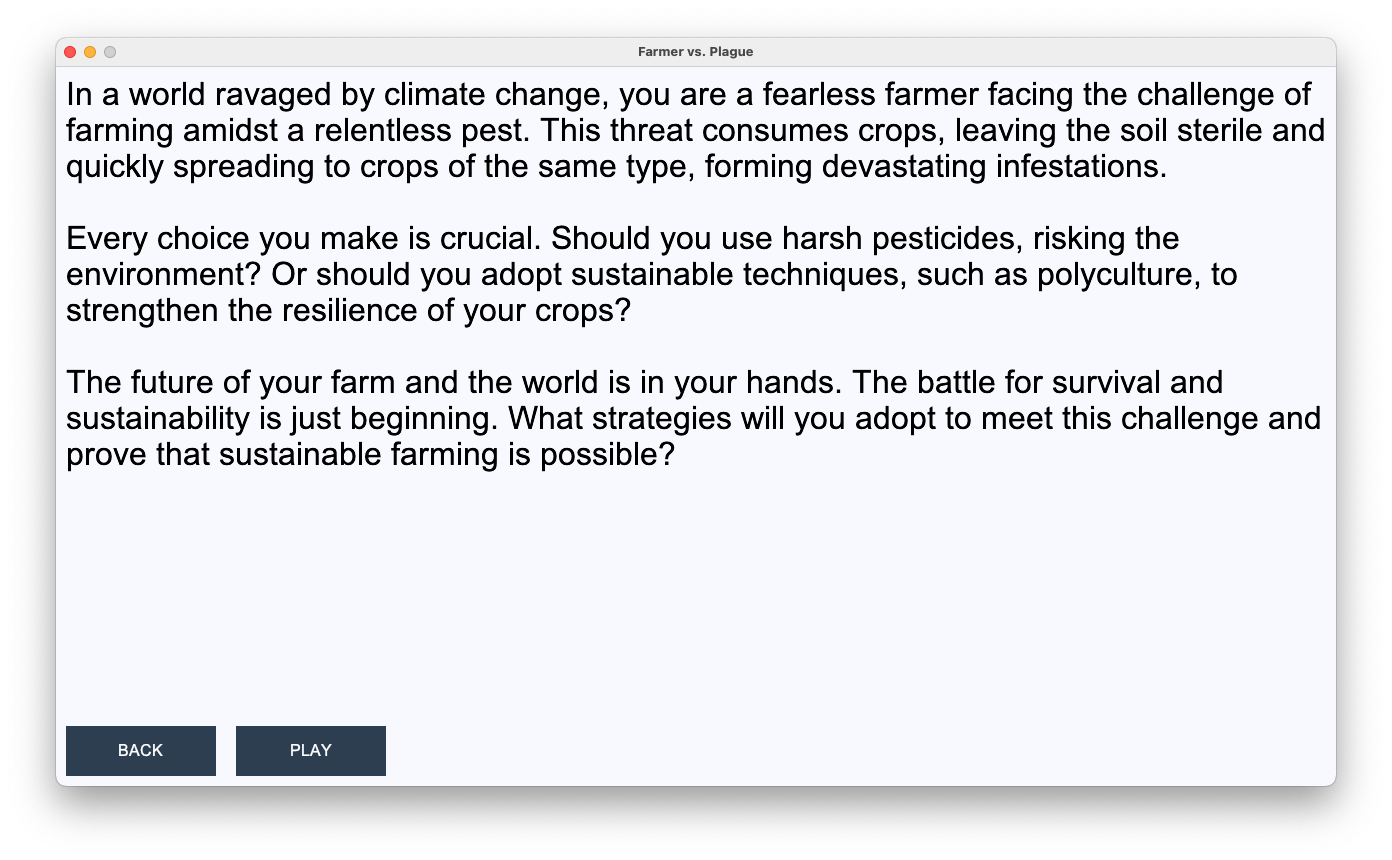 Farmer vs. Plague
In a world ravaged by climate change, you are a fearless farmer facing the challenge of
farming amidst a relentless pest. This threat consumes crops, leaving the soil sterile and
quickly spreading to crops of the same type, forming devastating infestations.
Every choice you make is crucial. Should you use harsh pesticides, risking the
environment? Or should you adopt sustainable techniques, such as polyculture, to
strengthen the resilience of your crops?
The future of your farm and the world is in your hands. The battle for survival and
sustainability is just beginning. What strategies will you adopt to meet this challenge and
prove that sustainable farming is possible?
BACK
PLAY